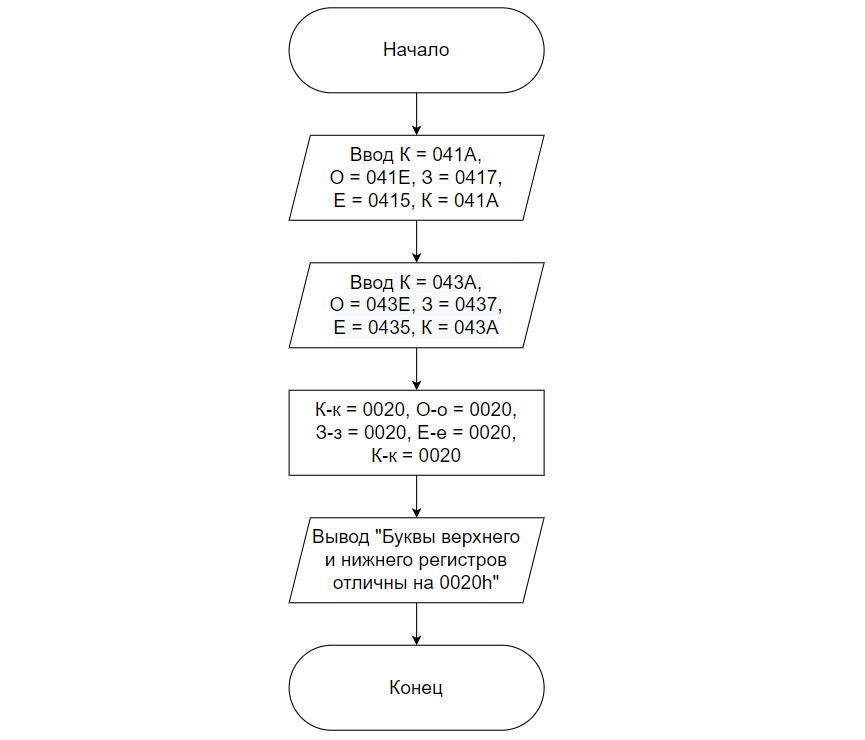 Начало
Ввод К = 041A,
О = 041E, З = 0417,
Е = 0415, К = 041A
Ввод К = 043A,
О = 043E, З = 0437,
Е = 0435, К = 043A
К-к = 0020, О-о = 0020,
З-з = 0020, Е-е = 0020,
К-к = 0020
Вывод "Буквы верхнего
и нижнего регистров
отличны на 0020h"
Конец